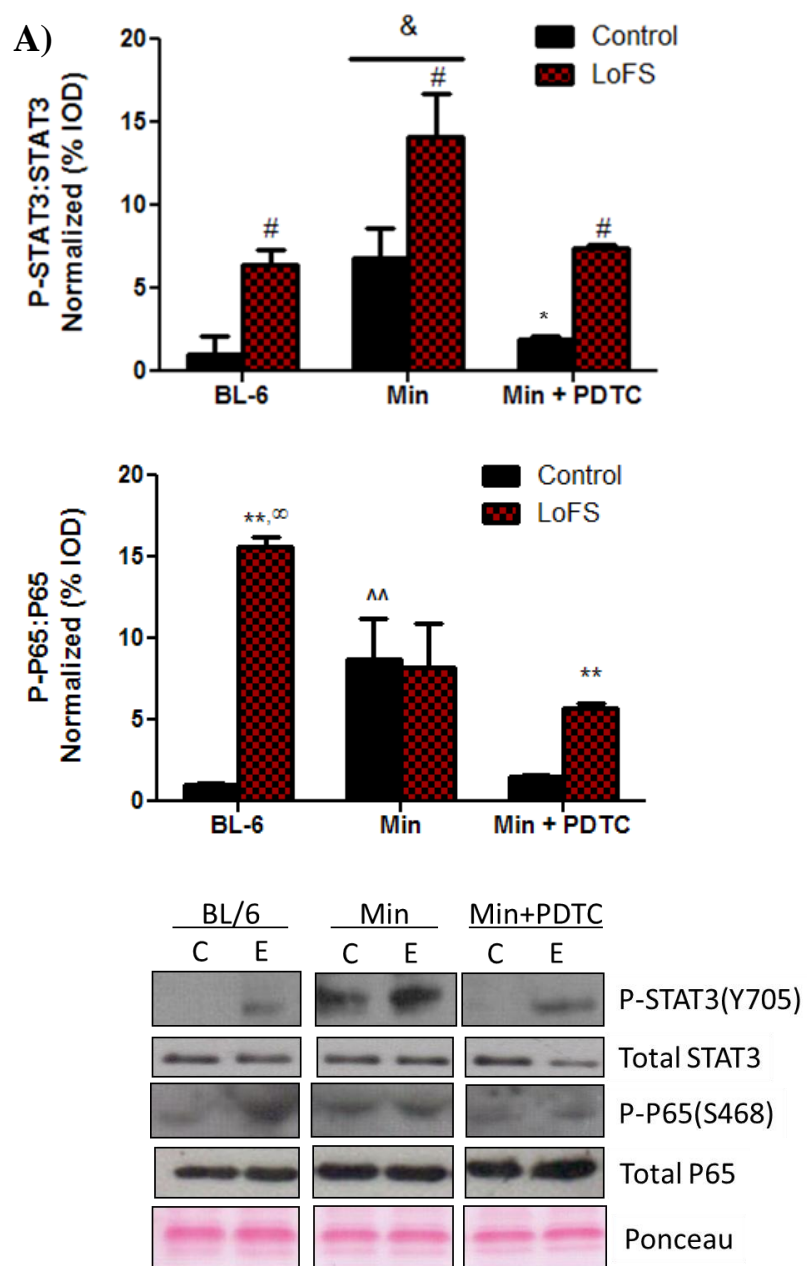 A)
P-STAT3:STAT3
Normalized (% IOD)
20
15
10
5
0
&
#
#
#
*
Control
LoFS
BL-6
Min
Min + PDTC
P-P65:P65
Normalized (% IOD)
20
15
10
5
0
**,∞
^^
**
Control
LoFS
BL-6
Min
Min + PDTC
BL/6
Min
Min+PDTC
C
E
C
E
C
E
P-STAT3(Y705)
Total STAT3
P-P65(S468)
Total P65
Ponceau